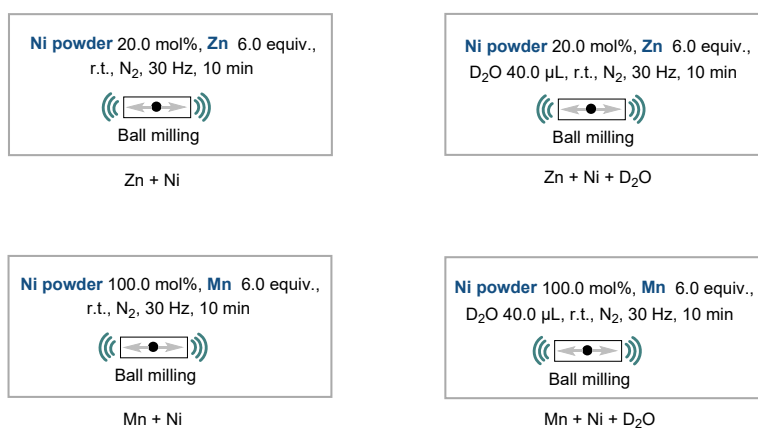 Ni powder 20.0 mol%, Zn 6.0 equiv.,
r.t., N₂, 30 Hz, 10 min
Ball milling
Zn + Ni
Ni powder 20.0 mol%, Zn 6.0 equiv.,
D₂O 40.0 µL, r.t., N₂, 30 Hz, 10 min
Ball milling
Zn + Ni + D₂O
Ni powder 100.0 mol%, Mn 6.0 equiv.,
r.t., N₂, 30 Hz, 10 min
Ball milling
Mn + Ni
Ni powder 100.0 mol%, Mn 6.0 equiv.,
D₂O 40.0 µL, r.t., N₂, 30 Hz, 10 min
Ball milling
Mn + Ni + D₂O